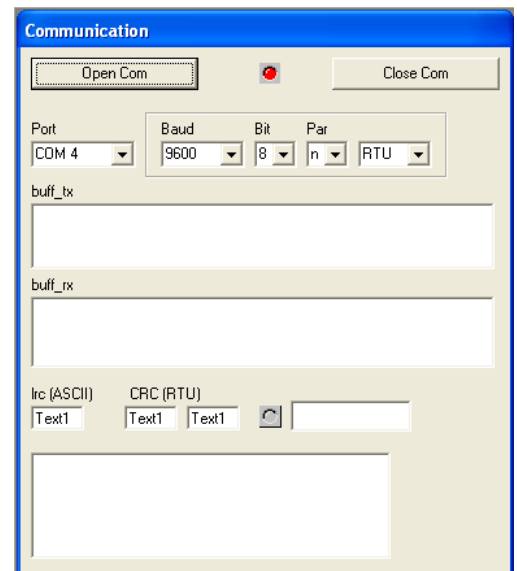 Communication
Open Com Close Com
Port Baud Bit Par
COM 4 9600 8 n RTU
buff_tx
buff_rx
lrc (ASCII) CRC (RTU)
Text1 Text1 Text1